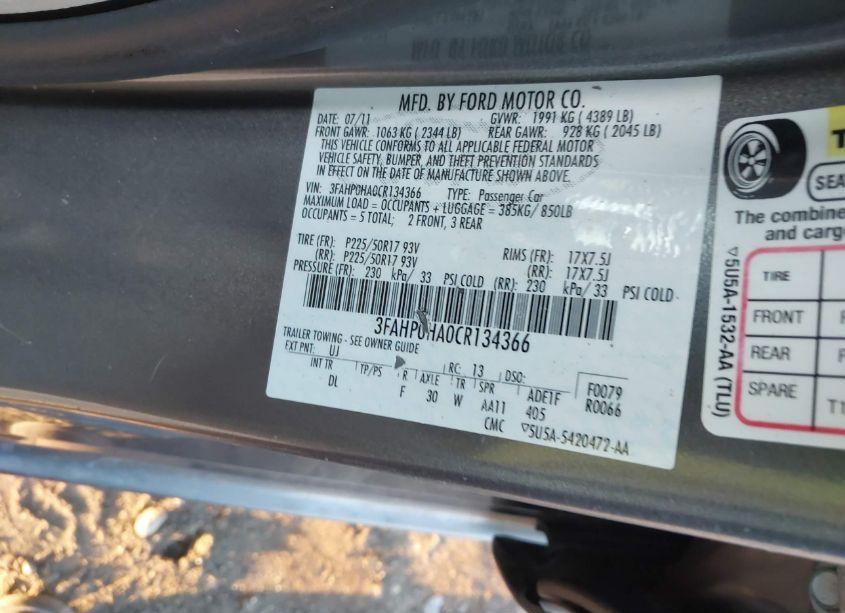 MFD. BY FORD MOTOR CO.
DATE: 07/11 GVWR: 1991 KG ( 4389 LB)
FRONT GAWR: 1063 KG ( 2344 LB) REAR GAWR: 928 KG ( 2045 LB)
THIS VEHICLE CONFORMS TO ALL APPLICABLE FEDERAL MOTOR
VEHICLE SAFETY, BUMPER, AND THEFT PREVENTION STANDARDS
IN EFFECT ON THE DATE OF MANUFACTURE SHOWN ABOVE.
VIN: 3FAHP0HA0CR134366 TYPE: Passenger Car
MAXIMUM LOAD = OCCUPANTS + LUGGAGE = 385KG/ 850LB
OCCUPANTS = 5 TOTAL; 2 FRONT, 3 REAR
TIRE (FR): P225/50R17 93V RIMS (FR): 17X7.5J
(RR): P225/50R17 93V (RR): 17X7.5J
PRESSURE (FR): 230 kPa/ 33 PSI COLD (RR): 230 kPa/ 33 PSI COLD
3FAHP0HA0CR134366
TRAILER TOWING - SEE OWNER GUIDE
EXT PNT: UJ RC: 13 DSO: F0079
INT TR TP/PS R AXLE TR SPR ADE1F R0066
DL F 30 W AA11 405
CMC ▽5U5A-5420472-AA
SEA
The combine
and cargo
▽5U5A-1532-AA (TLU)
TIRE
FRONT
REAR
SPARE T1